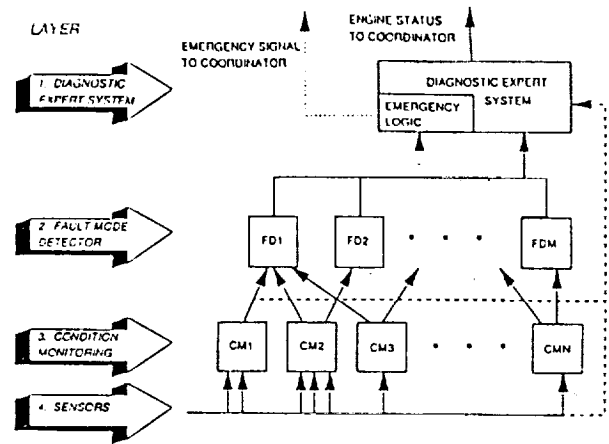 LAYER
EMERGENCY SIGNAL
TO COORDINATOR
ENGINE STATUS
TO COORDINATOR
1. DIAGNOSTIC
EXPERT SYSTEM
DIAGNOSTIC EXPERT
SYSTEM
EMERGENCY
LOGIC
2. FAULT MODE
DETECTOR
FD1
FD2
FDM
3. CONDITION
MONITORING
CM1
CM2
CM3
CMN
4. SENSORS